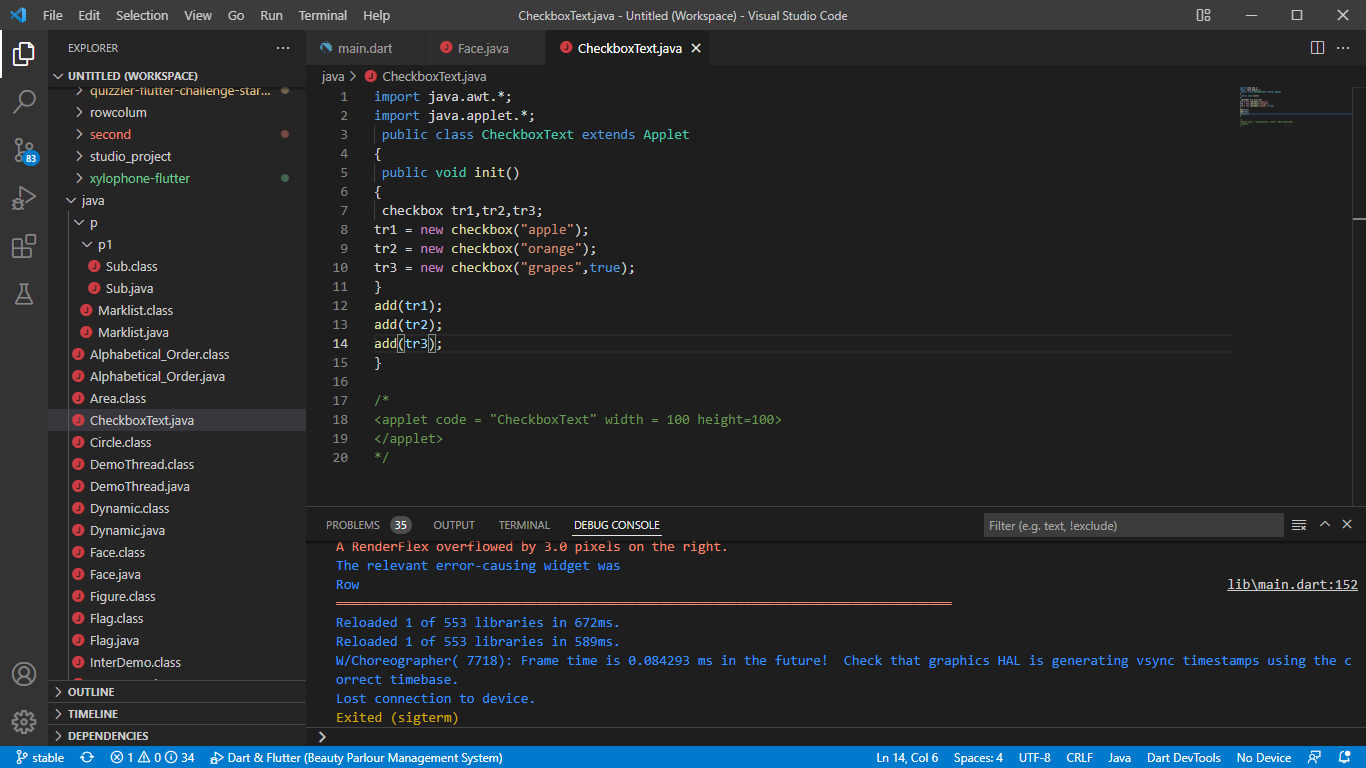 File Edit Selection View Go Run Terminal Help CheckboxText.java - Untitled (Workspace) - Visual Studio Code
EXPLORER
UNTITLED (WORKSPACE)
quizzler-flutter-challenge-star...
rowcolum
second
studio_project
xylophone-flutter
java
p
p1
Sub.class
Sub.java
Marklist.class
Marklist.java
Alphabetical_Order.class
Alphabetical_Order.java
Area.class
CheckboxText.java
Circle.class
DemoThread.class
DemoThread.java
Dynamic.class
Dynamic.java
Face.class
Face.java
Figure.class
Flag.class
Flag.java
InterDemo.class
OUTLINE
TIMELINE
DEPENDENCIES
83
main.dart Face.java CheckboxText.java
java > CheckboxText.java
1 import java.awt.*;
2 import java.applet.*;
3 public class CheckboxText extends Applet
4 {
5 public void init()
6 {
7 checkbox tr1,tr2,tr3;
8 tr1 = new checkbox("apple");
9 tr2 = new checkbox("orange");
10 tr3 = new checkbox("grapes",true);
11 }
12 add(tr1);
13 add(tr2);
14 add(tr3);
15 }
16
17 /*
18 <applet code = "CheckboxText" width = 100 height=100>
19 </applet>
20 */
PROBLEMS 35 OUTPUT TERMINAL DEBUG CONSOLE Filter (e.g. text, !exclude)
A RenderFlex overflowed by 3.0 pixels on the right.
The relevant error-causing widget was
Row lib\main.dart:152
Reloaded 1 of 553 libraries in 672ms.
Reloaded 1 of 553 libraries in 589ms.
W/Choreographer( 7718): Frame time is 0.084293 ms in the future!  Check that graphics HAL is generating vsync timestamps using the c
orrect timebase.
Lost connection to device.
Exited (sigterm)
stable 1 0 34 Dart & Flutter (Beauty Parlour Management System) Ln 14, Col 6 Spaces: 4 UTF-8 CRLF Java Dart DevTools No Device